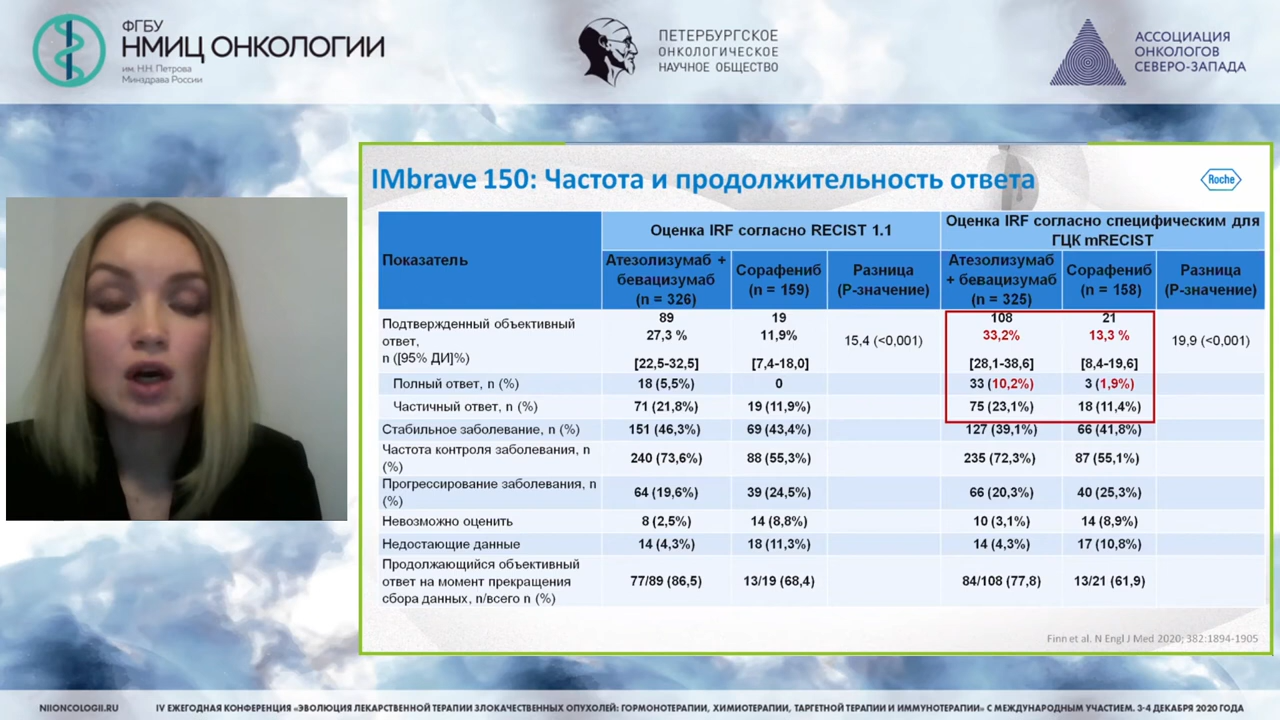 ФГБУ
НМИЦ ОНКОЛОГИИ
им. Н.Н. Петрова
Минздрава России
ПЕТЕРБУРГСКОЕ
ОНКОЛОГИЧЕСКОЕ
НАУЧНОЕ ОБЩЕСТВО
АССОЦИАЦИЯ
ОНКОЛОГОВ
СЕВЕРО-ЗАПАДА
IMbrave 150: Частота и продолжительность ответа
Roche
Показатель
Оценка IRF согласно RECIST 1.1
Оценка IRF согласно специфическим для
ГЦК mRECIST
Атезолизумаб +
бевацизумаб
(n = 326)
Сорафениб
(n = 159)
Разница
(P-значение)
Атезолизумаб
+ бевацизумаб
(n = 325)
Сорафениб
(n = 158)
Разница
(P-значение)
Подтвержденный объективный
ответ,
n ([95% ДИ]%)
89
27,3 %
[22,5-32,5]
19
11,9%
[7,4-18,0]
15,4 (<0,001)
108
33,2%
[28,1-38,6]
21
13,3 %
[8,4-19,6]
19,9 (<0,001)
Полный ответ, n (%) 18 (5,5%) 0 33 (10,2%) 3 (1,9%)
Частичный ответ, n (%) 71 (21,8%) 19 (11,9%) 75 (23,1%) 18 (11,4%)
Стабильное заболевание, n (%) 151 (46,3%) 69 (43,4%) 127 (39,1%) 66 (41,8%)
Частота контроля заболевания, n
(%)
240 (73,6%) 88 (55,3%) 235 (72,3%) 87 (55,1%)
Прогрессирование заболевания, n
(%)
64 (19,6%) 39 (24,5%) 66 (20,3%) 40 (25,3%)
Невозможно оценить 8 (2,5%) 14 (8,8%) 10 (3,1%) 14 (8,9%)
Недостающие данные 14 (4,3%) 18 (11,3%) 14 (4,3%) 17 (10,8%)
Продолжающийся объективный
ответ на момент прекращения
сбора данных, n/всего n (%)
77/89 (86,5) 13/19 (68,4) 84/108 (77,8) 13/21 (61,9)
Finn et al. N Engl J Med 2020; 382:1894-1905
NIIONCOLOGII.RU
IV ЕЖЕГОДНАЯ КОНФЕРЕНЦИЯ «ЭВОЛЮЦИЯ ЛЕКАРСТВЕННОЙ ТЕРАПИИ ЗЛОКАЧЕСТВЕННЫХ ОПУХОЛЕЙ: ГОРМОНОТЕРАПИИ, ХИМИОТЕРАПИИ, ТАРГЕТНОЙ ТЕРАПИИ И ИММУНОТЕРАПИИ» С МЕЖДУНАРОДНЫМ УЧАСТИЕМ. 3-4 ДЕКАБРЯ 2020 ГОДА